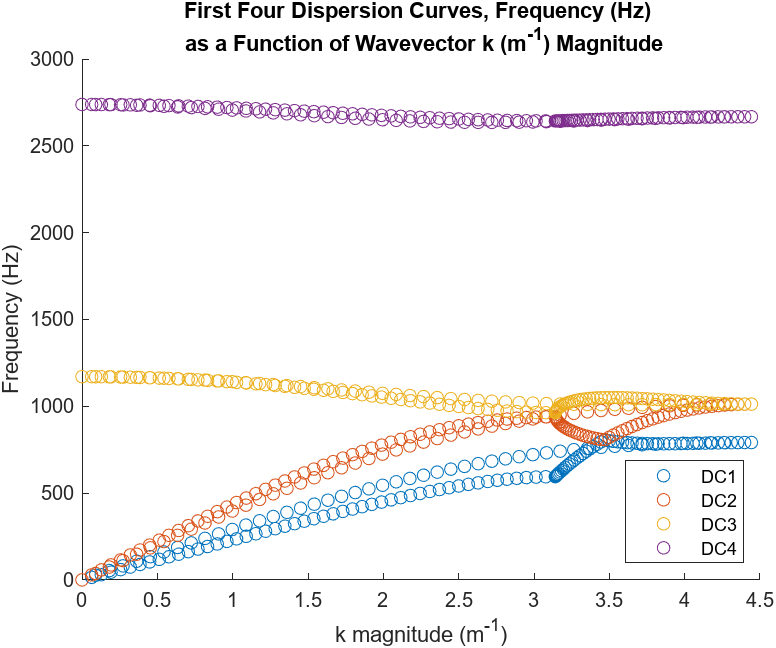 First Four Dispersion Curves, Frequency (Hz)
as a Function of Wavevector k (m⁻¹) Magnitude
3000
2500
2000
1500
1000
500
0
Frequency (Hz)
0 0.5 1 1.5 2 2.5 3 3.5 4 4.5
k magnitude (m⁻¹)
DC1
DC2
DC3
DC4